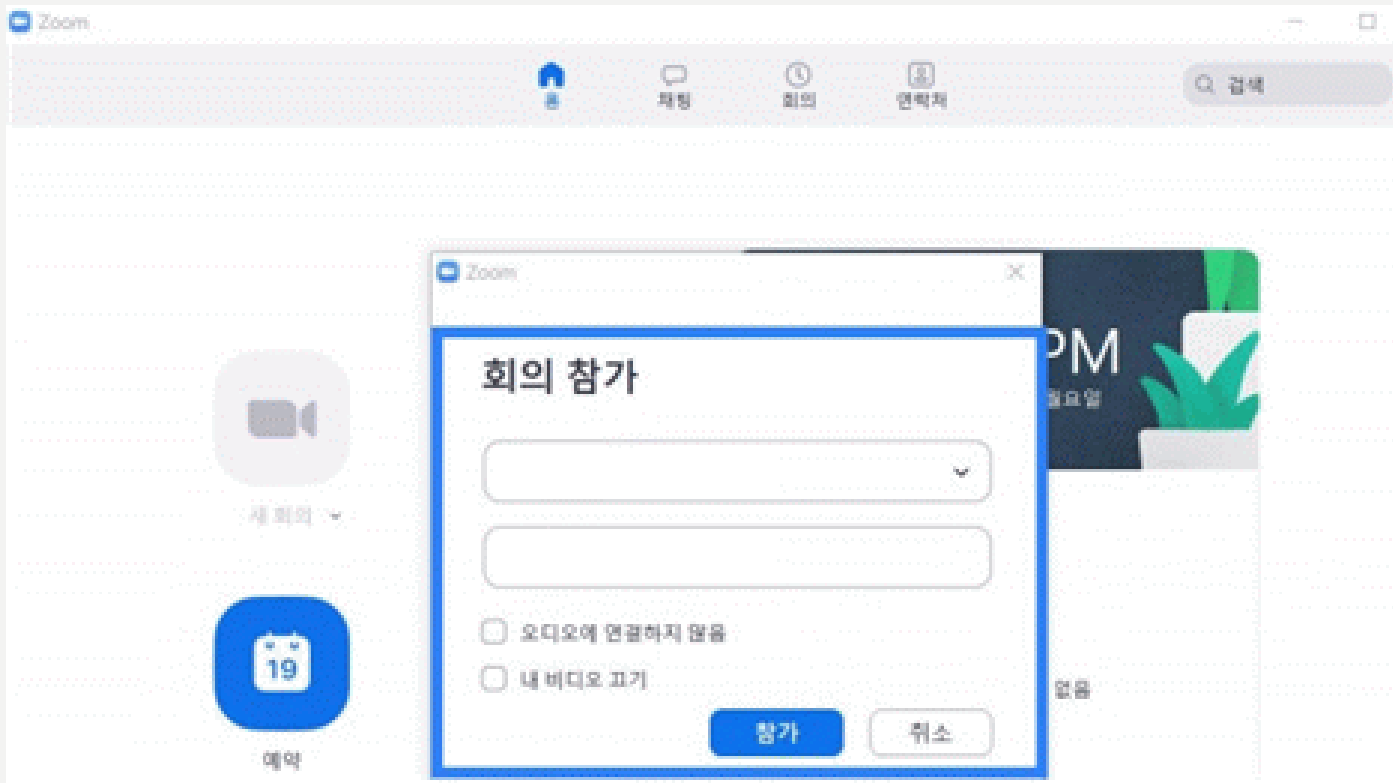 Zoom
홈
채팅
회의
연락처
검색
Zoom
회의 참가
PM
월요일
새 회의
오디오에 연결하지 않음
19
내 비디오 끄기
없음
참가
취소
예약